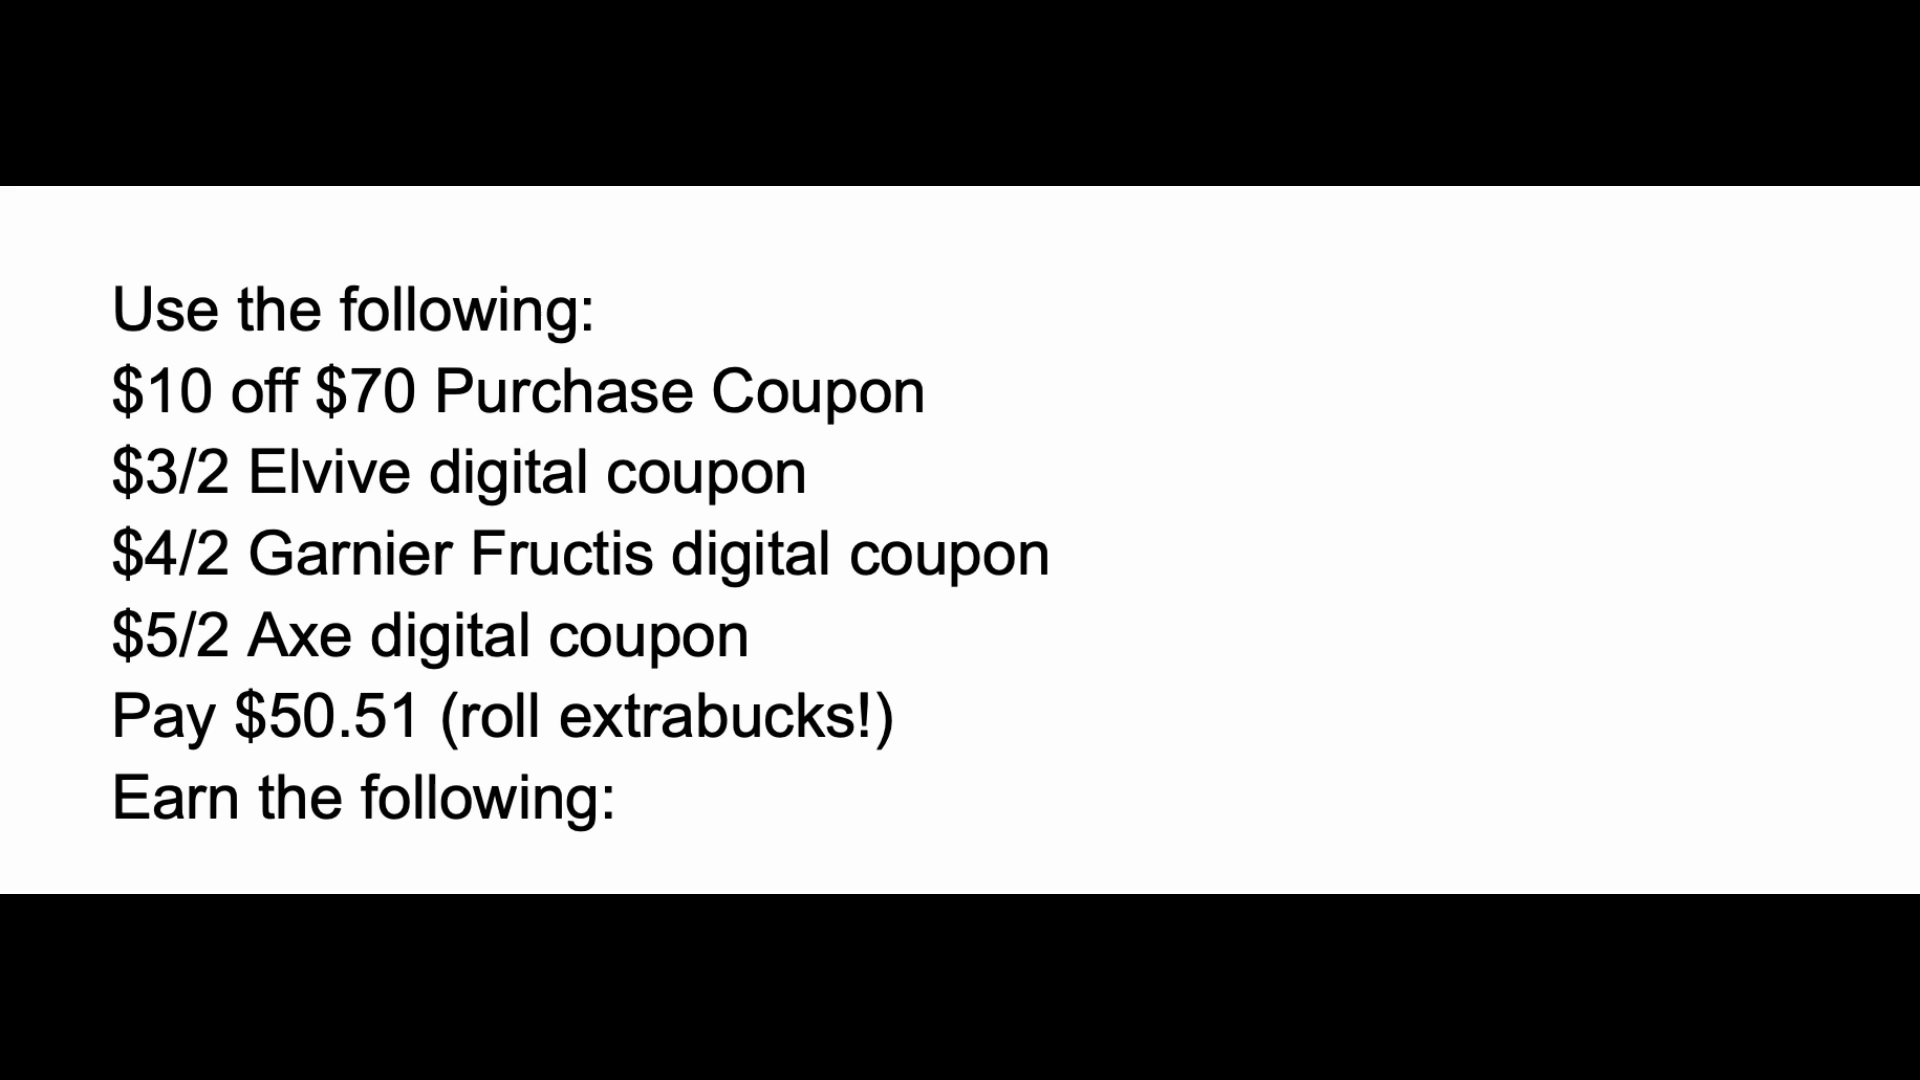 Use the following:
$10 off $70 Purchase Coupon
$3/2 Elvive digital coupon
$4/2 Garnier Fructis digital coupon
$5/2 Axe digital coupon
Pay $50.51 (roll extrabucks!)
Earn the following: